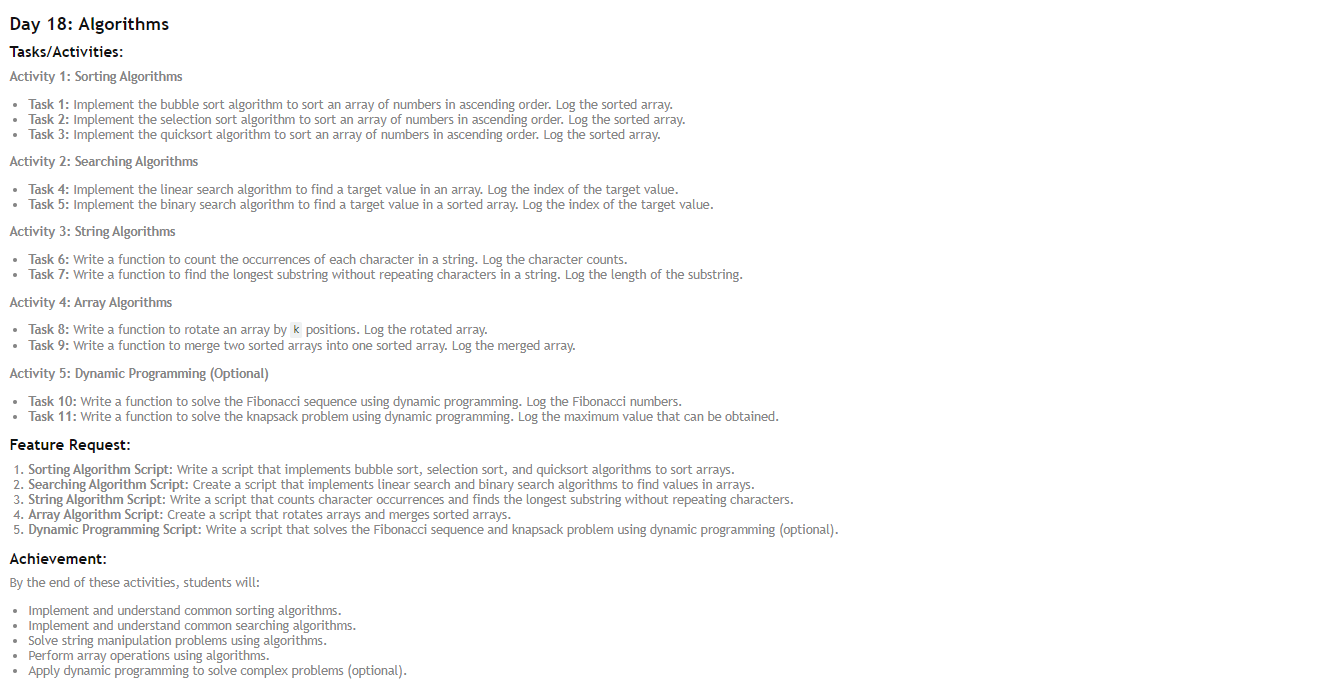 Day 18: Algorithms
Tasks/Activities:
Activity 1: Sorting Algorithms
• Task 1: Implement the bubble sort algorithm to sort an array of numbers in ascending order. Log the sorted array.
• Task 2: Implement the selection sort algorithm to sort an array of numbers in ascending order. Log the sorted array.
• Task 3: Implement the quicksort algorithm to sort an array of numbers in ascending order. Log the sorted array.
Activity 2: Searching Algorithms
• Task 4: Implement the linear search algorithm to find a target value in an array. Log the index of the target value.
• Task 5: Implement the binary search algorithm to find a target value in a sorted array. Log the index of the target value.
Activity 3: String Algorithms
• Task 6: Write a function to count the occurrences of each character in a string. Log the character counts.
• Task 7: Write a function to find the longest substring without repeating characters in a string. Log the length of the substring.
Activity 4: Array Algorithms
• Task 8: Write a function to rotate an array by k positions. Log the rotated array.
• Task 9: Write a function to merge two sorted arrays into one sorted array. Log the merged array.
Activity 5: Dynamic Programming (Optional)
• Task 10: Write a function to solve the Fibonacci sequence using dynamic programming. Log the Fibonacci numbers.
• Task 11: Write a function to solve the knapsack problem using dynamic programming. Log the maximum value that can be obtained.
Feature Request:
1. Sorting Algorithm Script: Write a script that implements bubble sort, selection sort, and quicksort algorithms to sort arrays.
2. Searching Algorithm Script: Create a script that implements linear search and binary search algorithms to find values in arrays.
3. String Algorithm Script: Write a script that counts character occurrences and finds the longest substring without repeating characters.
4. Array Algorithm Script: Create a script that rotates arrays and merges sorted arrays.
5. Dynamic Programming Script: Write a script that solves the Fibonacci sequence and knapsack problem using dynamic programming (optional).
Achievement:
By the end of these activities, students will:
• Implement and understand common sorting algorithms.
• Implement and understand common searching algorithms.
• Solve string manipulation problems using algorithms.
• Perform array operations using algorithms.
• Apply dynamic programming to solve complex problems (optional).